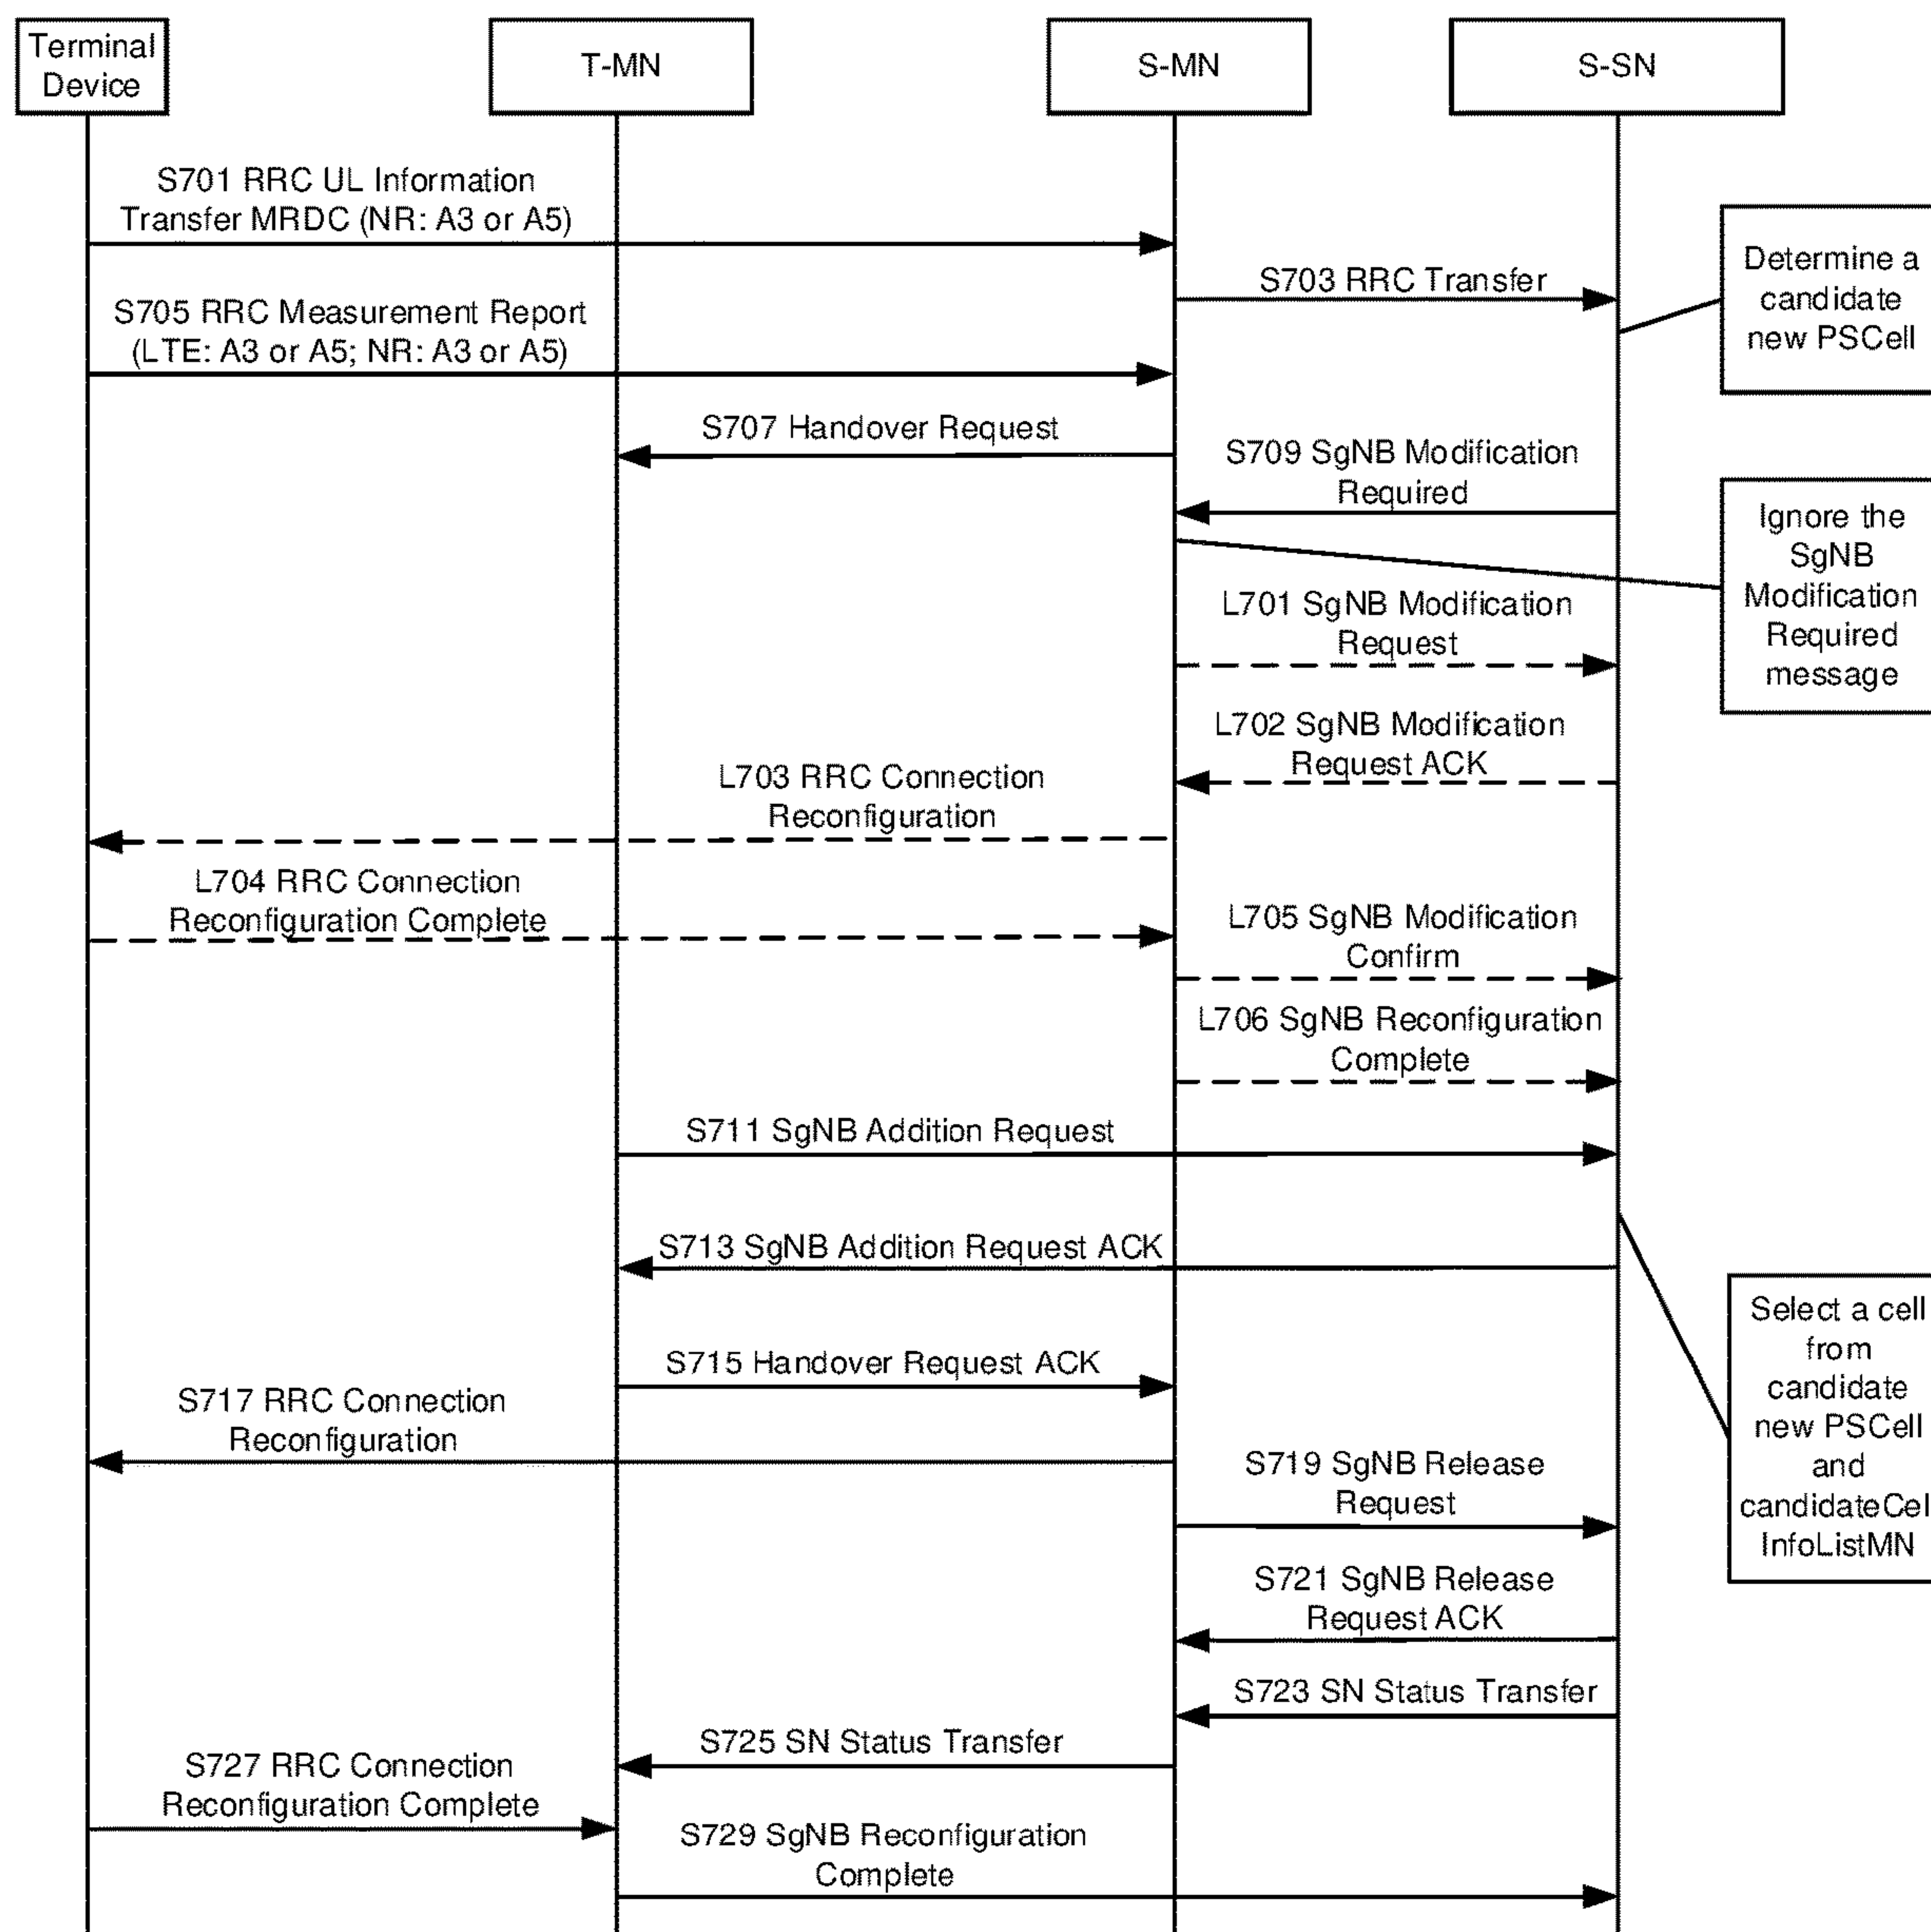 Terminal
Device
T-MN
S-MN
S-SN
S701 RRC UL Information
Transfer MRDC (NR: A3 or A5)
S703 RRC Transfer
Determine a
candidate
new PSCell
S705 RRC Measurement Report
(LTE: A3 or A5; NR: A3 or A5)
S707 Handover Request
S709 SgNB Modification
Required
Ignore the
SgNB
Modification
Required
message
L701 SgNB Modification
Request
L702 SgNB Modification
Request ACK
L703 RRC Connection
Reconfiguration
L704 RRC Connection
Reconfiguration Complete
L705 SgNB Modification
Confirm
L706 SgNB Reconfiguration
Complete
S711 SgNB Addition Request
S713 SgNB Addition Request ACK
Select a cell
from
candidate
new PSCell
and
candidateCel
InfoListMN
S715 Handover Request ACK
S717 RRC Connection
Reconfiguration
S719 SgNB Release
Request
S721 SgNB Release
Request ACK
S723 SN Status Transfer
S725 SN Status Transfer
S727 RRC Connection
Reconfiguration Complete
S729 SgNB Reconfiguration
Complete